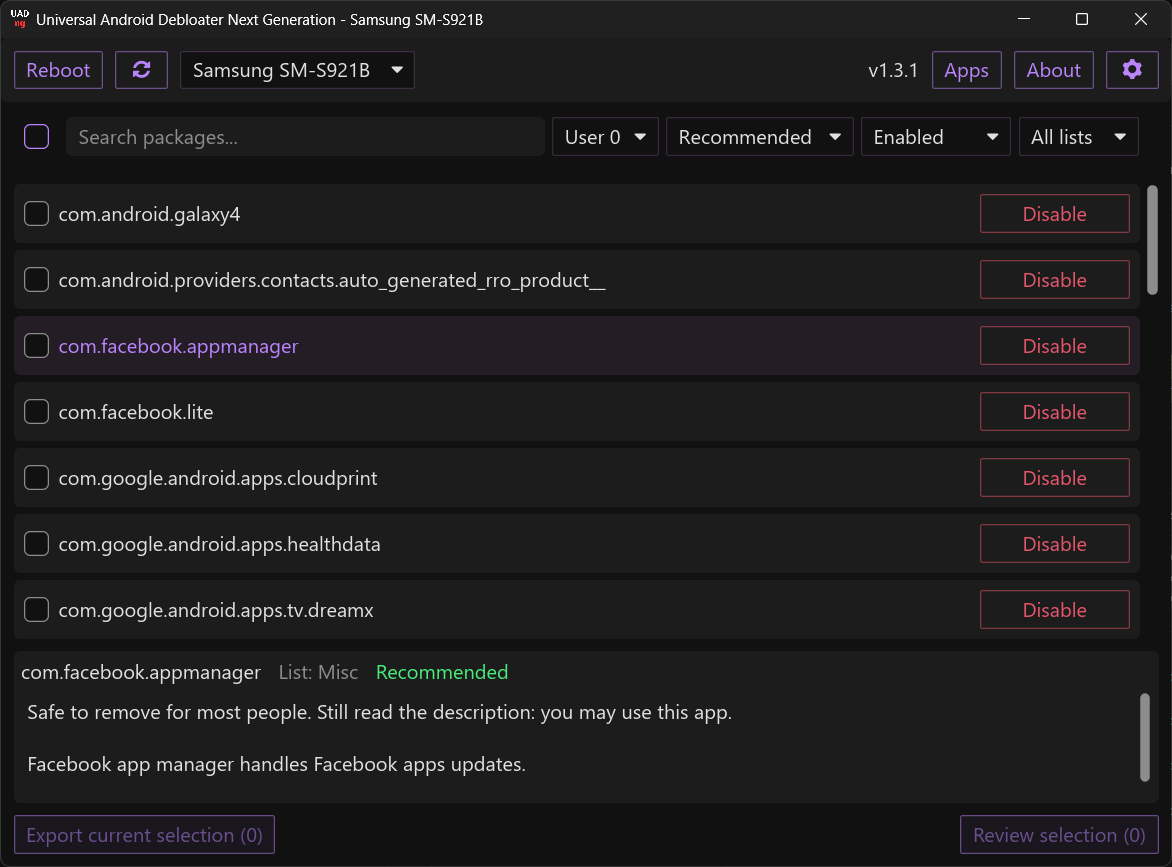 UAD
ng
Universal Android Debloater Next Generation - Samsung SM-S921B
Reboot
Samsung SM-S921B
v1.3.1
Apps
About
Search packages...
User 0
Recommended
Enabled
All lists
com.android.galaxy4
Disable
com.android.providers.contacts.auto_generated_rro_product__
Disable
com.facebook.appmanager
Disable
com.facebook.lite
Disable
com.google.android.apps.cloudprint
Disable
com.google.android.apps.healthdata
Disable
com.google.android.apps.tv.dreamx
Disable
com.facebook.appmanager List: Misc Recommended
Safe to remove for most people. Still read the description: you may use this app.
Facebook app manager handles Facebook apps updates.
Export current selection (0)
Review selection (0)